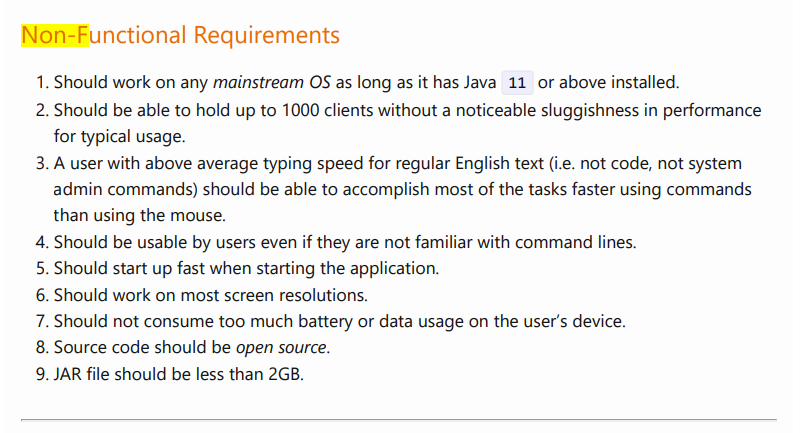 Non-Functional Requirements
1. Should work on any mainstream OS as long as it has Java 11 or above installed.
2. Should be able to hold up to 1000 clients without a noticeable sluggishness in performance
for typical usage.
3. A user with above average typing speed for regular English text (i.e. not code, not system
admin commands) should be able to accomplish most of the tasks faster using commands
than using the mouse.
4. Should be usable by users even if they are not familiar with command lines.
5. Should start up fast when starting the application.
6. Should work on most screen resolutions.
7. Should not consume too much battery or data usage on the user’s device.
8. Source code should be open source.
9. JAR file should be less than 2GB.